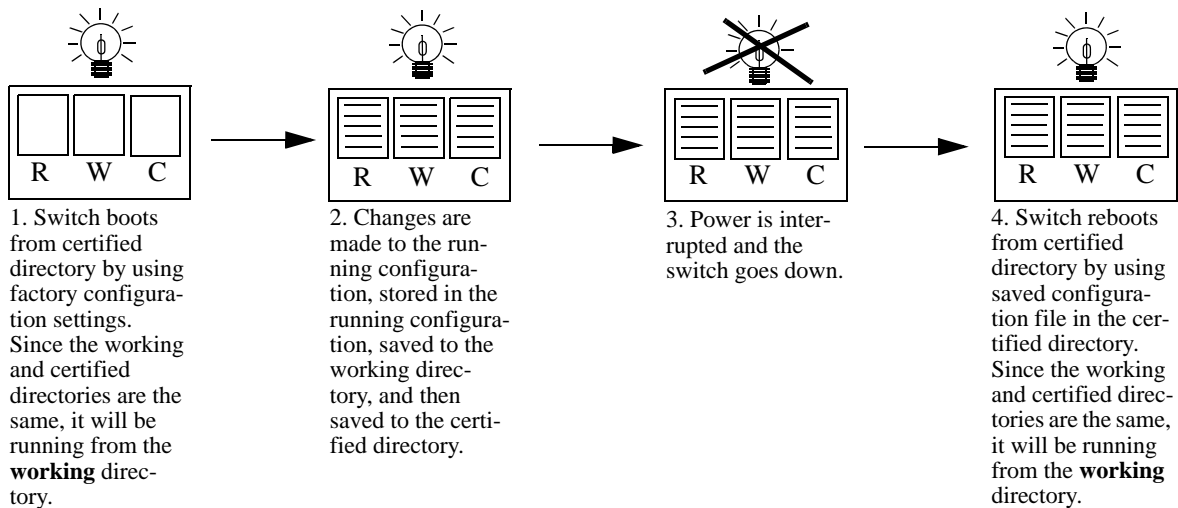 R W C
1. Switch boots
from certified
directory by using
factory configura-
tion settings.
Since the working
and certified
directories are the
same, it will be
running from the
working direc-
tory.
R W C
2. Changes are
made to the run-
ning configura-
tion, stored in the
running configura-
tion, saved to the
working direc-
tory, and then
saved to the certi-
fied directory.
R W C
3. Power is inter-
rupted and the
switch goes down.
R W C
4. Switch reboots
from certified
directory by using
saved configura-
tion file in the cer-
tified directory.
Since the working
and certified direc-
tories are the same,
it will be running
from the working
directory.